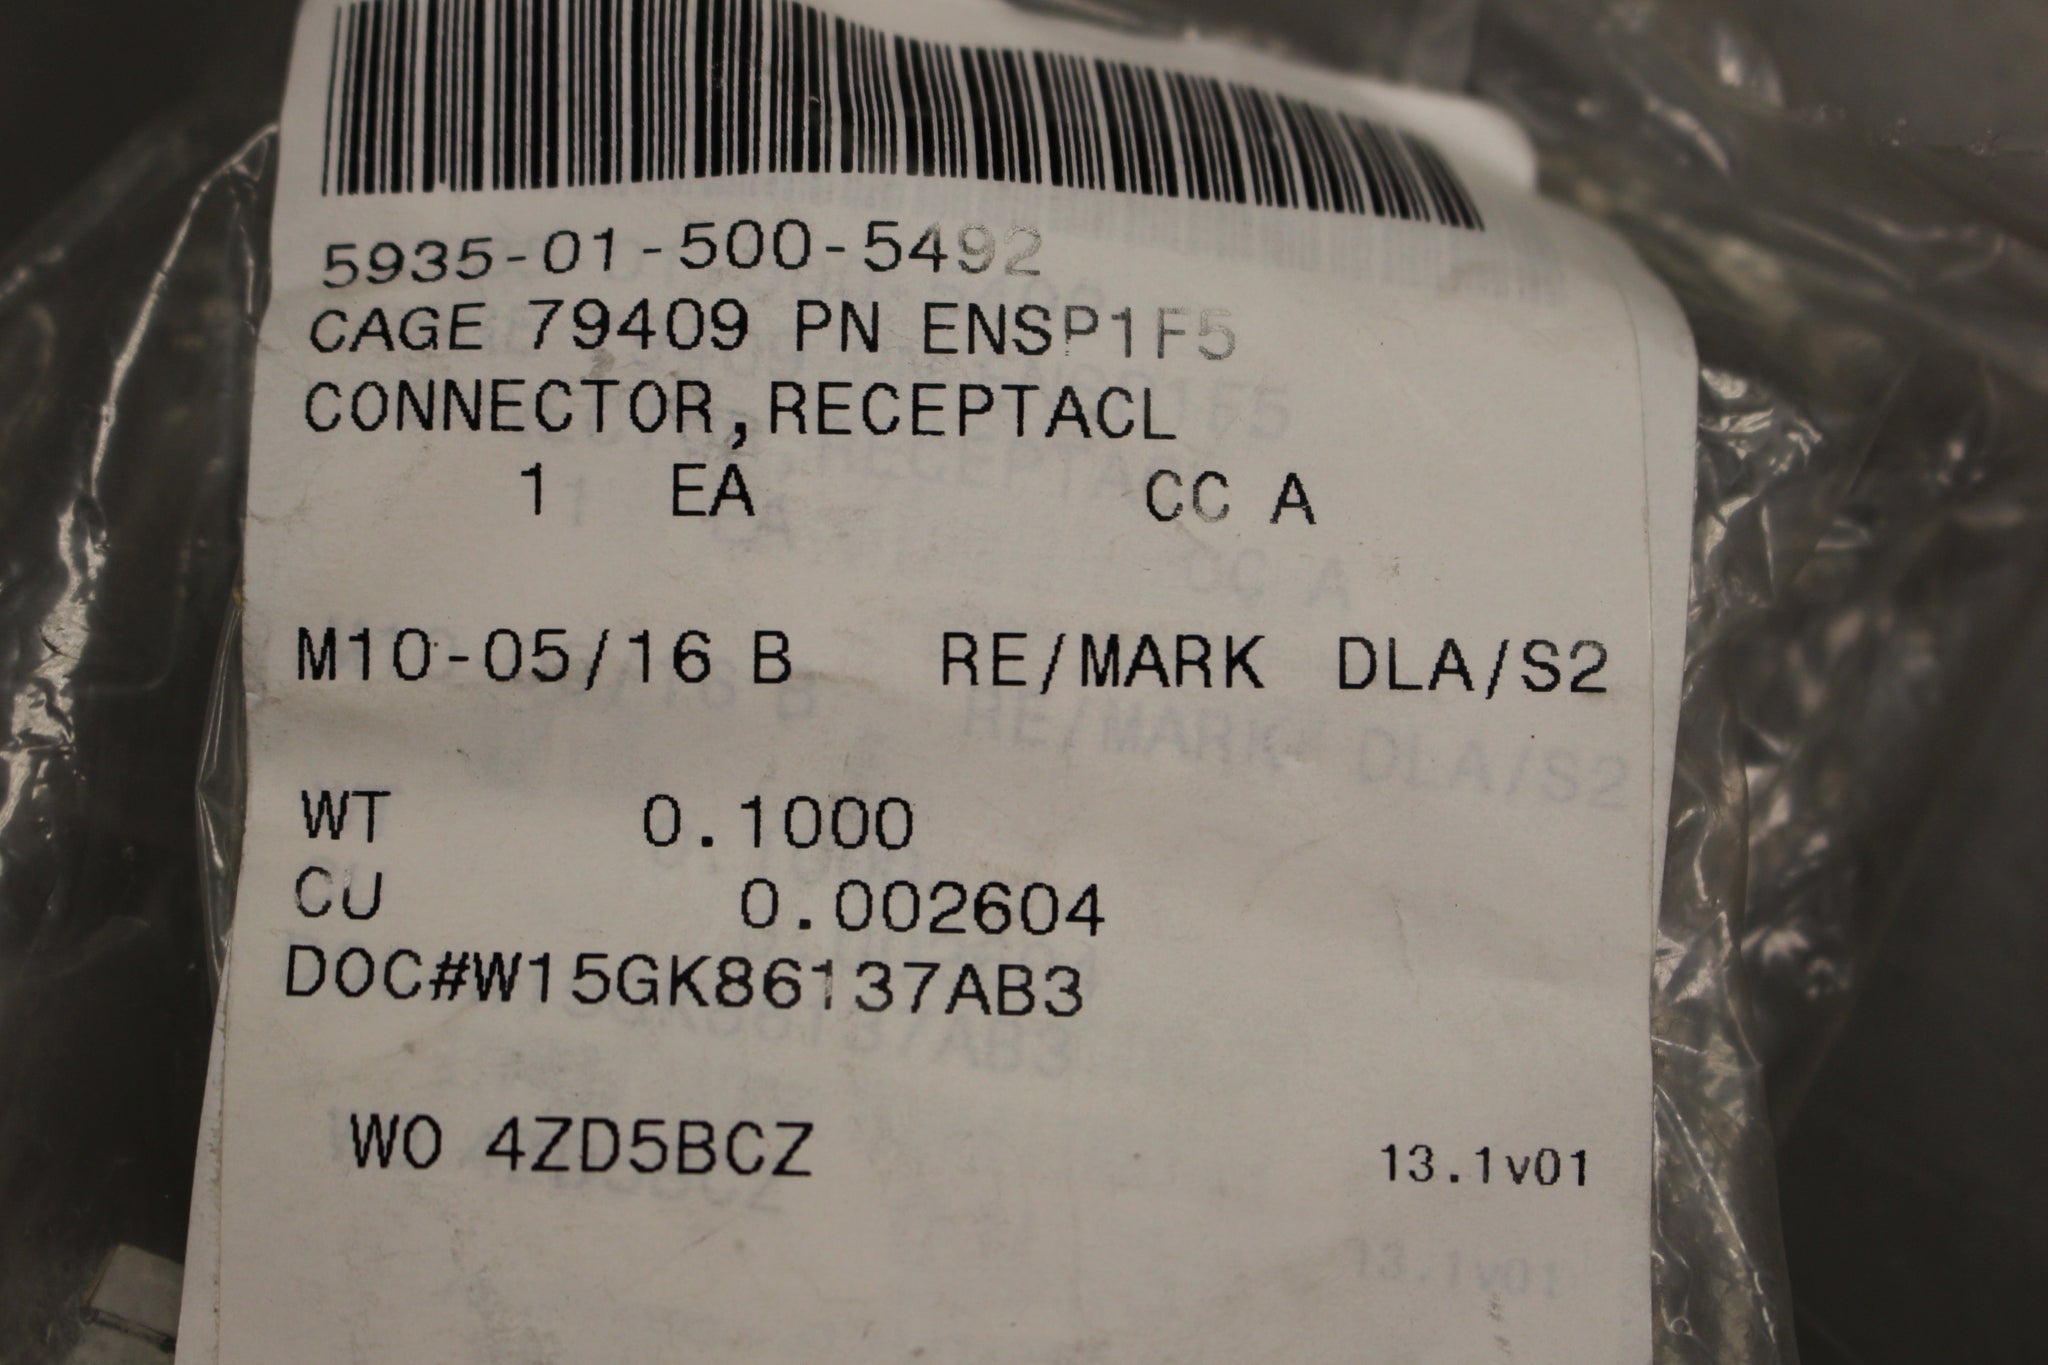 5935-01-500-5492
CAGE 79409 PN ENSP1F5
CONNECTOR,RECEPTACL
1 EA CC A
M10-05/16 B RE/MARK DLA/S2
WT 0.1000
CU 0.002604
DOC#W15GK86137AB3
WO 4ZD5BCZ 13.1v01